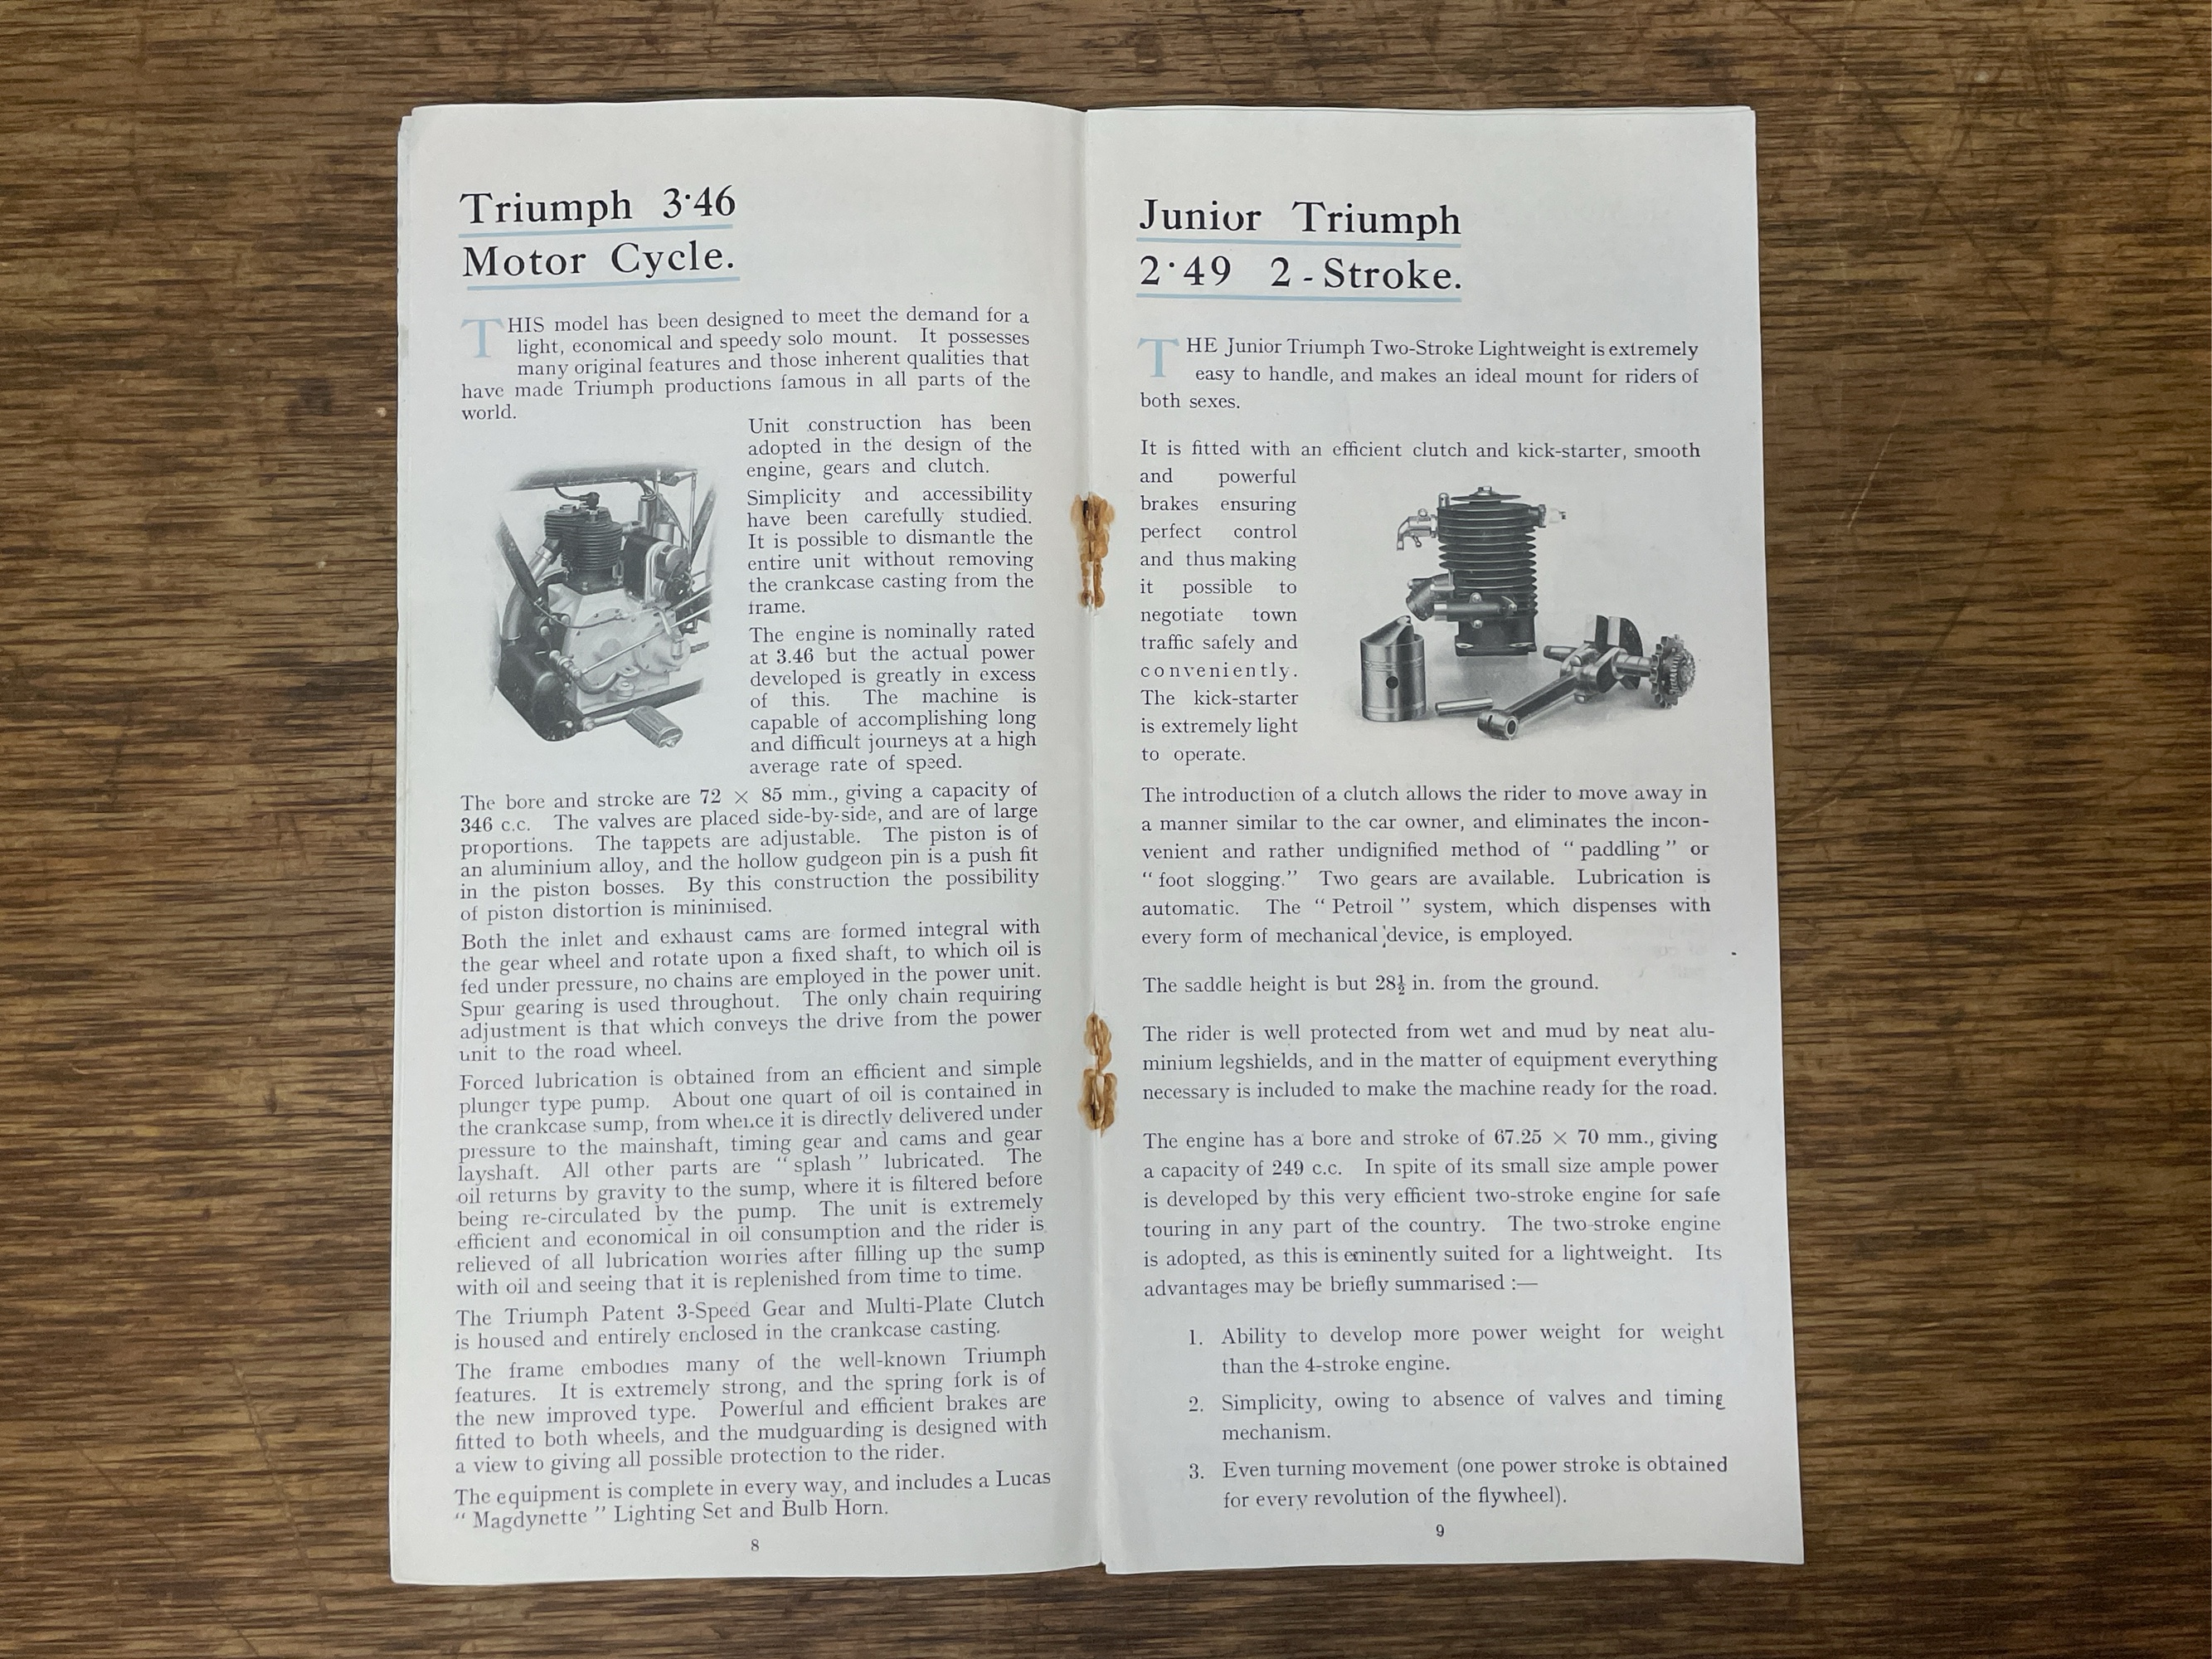 Triumph 3·46
Motor Cycle.
THIS model has been designed to meet the demand for a
light, economical and speedy solo mount. It possesses
many original features and those inherent qualities that
have made Triumph productions famous in all parts of the
world.
Unit construction has been
adopted in the design of the
engine, gears and clutch.
Simplicity and accessibility
have been carefully studied.
It is possible to dismantle the
entire unit without removing
the crankcase casting from the
frame.
The engine is nominally rated
at 3.46 but the actual power
developed is greatly in excess
of this. The machine is
capable of accomplishing long
and difficult journeys at a high
average rate of speed.
The bore and stroke are 72 × 85 mm., giving a capacity of
346 c.c. The valves are placed side-by-side, and are of large
proportions. The tappets are adjustable. The piston is of
an aluminium alloy, and the hollow gudgeon pin is a push fit
in the piston bosses. By this construction the possibility
of piston distortion is minimised.
Both the inlet and exhaust cams are formed integral with
the gear wheel and rotate upon a fixed shaft, to which oil is
fed under pressure, no chains are employed in the power unit.
Spur gearing is used throughout. The only chain requiring
adjustment is that which conveys the drive from the power
unit to the road wheel.
Forced lubrication is obtained from an efficient and simple
plunger type pump. About one quart of oil is contained in
the crankcase sump, from whence it is directly delivered under
pressure to the mainshaft, timing gear and cams and gear
layshaft. All other parts are “splash” lubricated. The
oil returns by gravity to the sump, where it is filtered before
being re-circulated by the pump. The unit is extremely
efficient and economical in oil consumption and the rider is
relieved of all lubrication worries after filling up the sump
with oil and seeing that it is replenished from time to time.
The Triumph Patent 3-Speed Gear and Multi-Plate Clutch
is housed and entirely enclosed in the crankcase casting.
The frame embodies many of the well-known Triumph
features. It is extremely strong, and the spring fork is of
the new improved type. Powerful and efficient brakes are
fitted to both wheels, and the mudguarding is designed with
a view to giving all possible protection to the rider.
The equipment is complete in every way, and includes a Lucas
“ Magdynette ” Lighting Set and Bulb Horn.
8
Junior Triumph
2·49 2-Stroke.
THE Junior Triumph Two-Stroke Lightweight is extremely
easy to handle, and makes an ideal mount for riders of
both sexes.
It is fitted with an efficient clutch and kick-starter, smooth
and powerful
brakes ensuring
perfect control
and thus making
it possible to
negotiate town
traffic safely and
conveniently.
The kick-starter
is extremely light
to operate.
The introduction of a clutch allows the rider to move away in
a manner similar to the car owner, and eliminates the incon-
venient and rather undignified method of “ paddling ” or
“ foot slogging.” Two gears are available. Lubrication is
automatic. The “ Petroil ” system, which dispenses with
every form of mechanical device, is employed.
The saddle height is but 28½ in. from the ground.
The rider is well protected from wet and mud by neat alu-
minium legshields, and in the matter of equipment everything
necessary is included to make the machine ready for the road.
The engine has a bore and stroke of 67.25 × 70 mm., giving
a capacity of 249 c.c. In spite of its small size ample power
is developed by this very efficient two-stroke engine for safe
touring in any part of the country. The two-stroke engine
is adopted, as this is eminently suited for a lightweight. Its
advantages may be briefly summarised :—
1. Ability to develop more power weight for weight
than the 4-stroke engine.
2. Simplicity, owing to absence of valves and timing
mechanism.
3. Even turning movement (one power stroke is obtained
for every revolution of the flywheel).
9